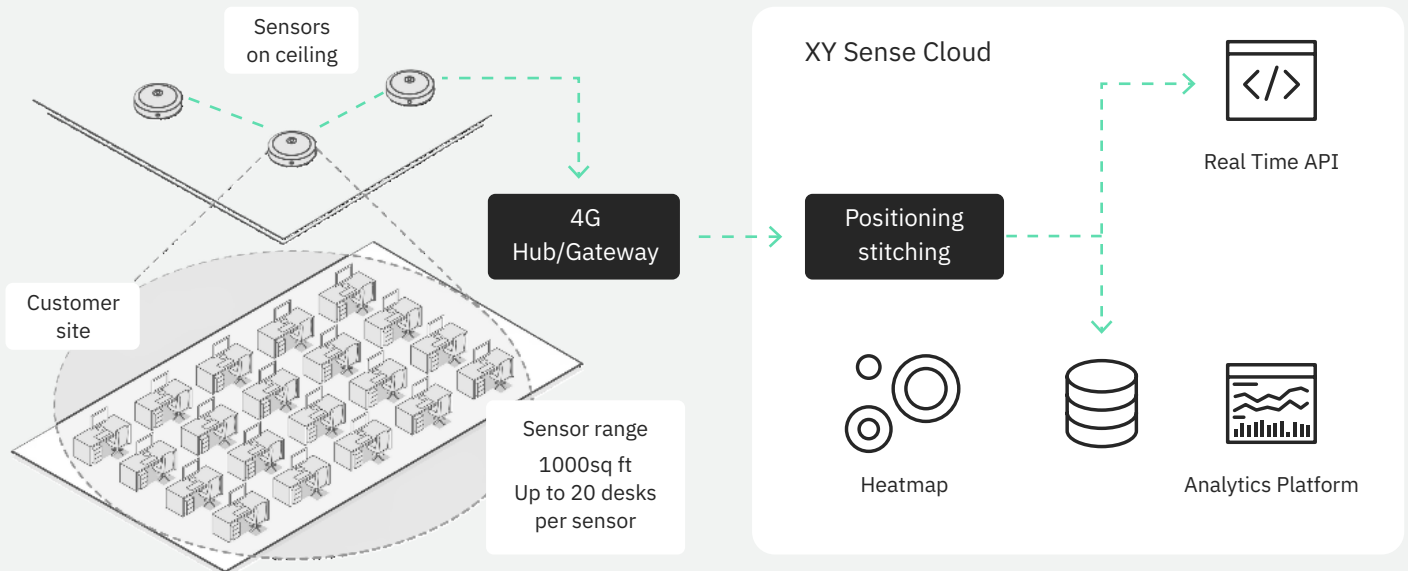 Sensors
on ceiling
XY Sense Cloud
</>
Real Time API
4G
Hub/Gateway
Positioning
stitching
Customer
site
Sensor range
1000sq ft
Up to 20 desks
per sensor
Heatmap
Analytics Platform